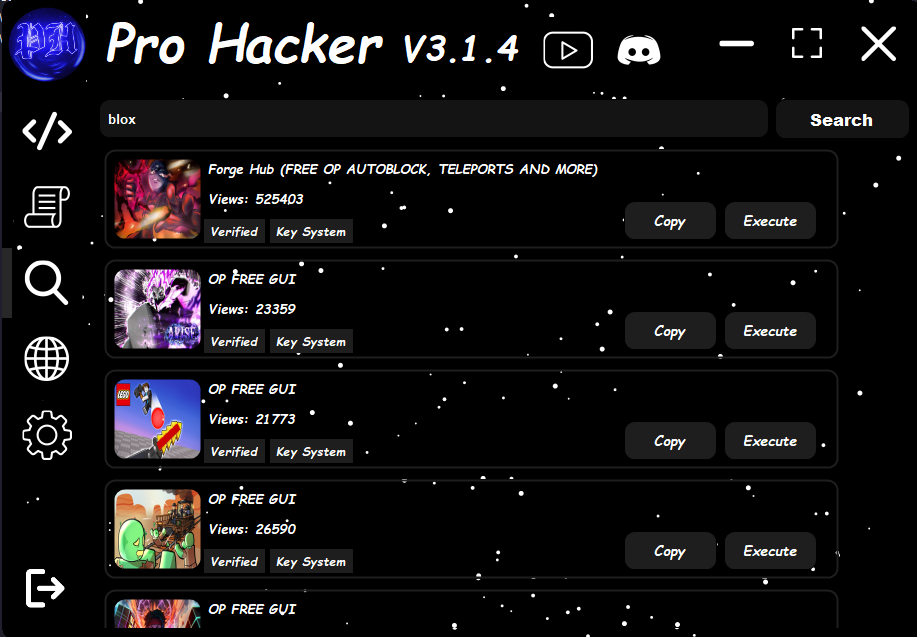 PH
Pro Hacker V3.1.4
blox
Search
Forge Hub (FREE OP AUTOBLOCK, TELEPORTS AND MORE)
Views: 525403
Verified
Key System
Copy
Execute
OP FREE GUI
Views: 23359
Verified
Key System
Copy
Execute
OP FREE GUI
Views: 21773
Verified
Key System
Copy
Execute
LEGO
OP FREE GUI
Views: 26590
Verified
Key System
Copy
Execute
OP FREE GUI